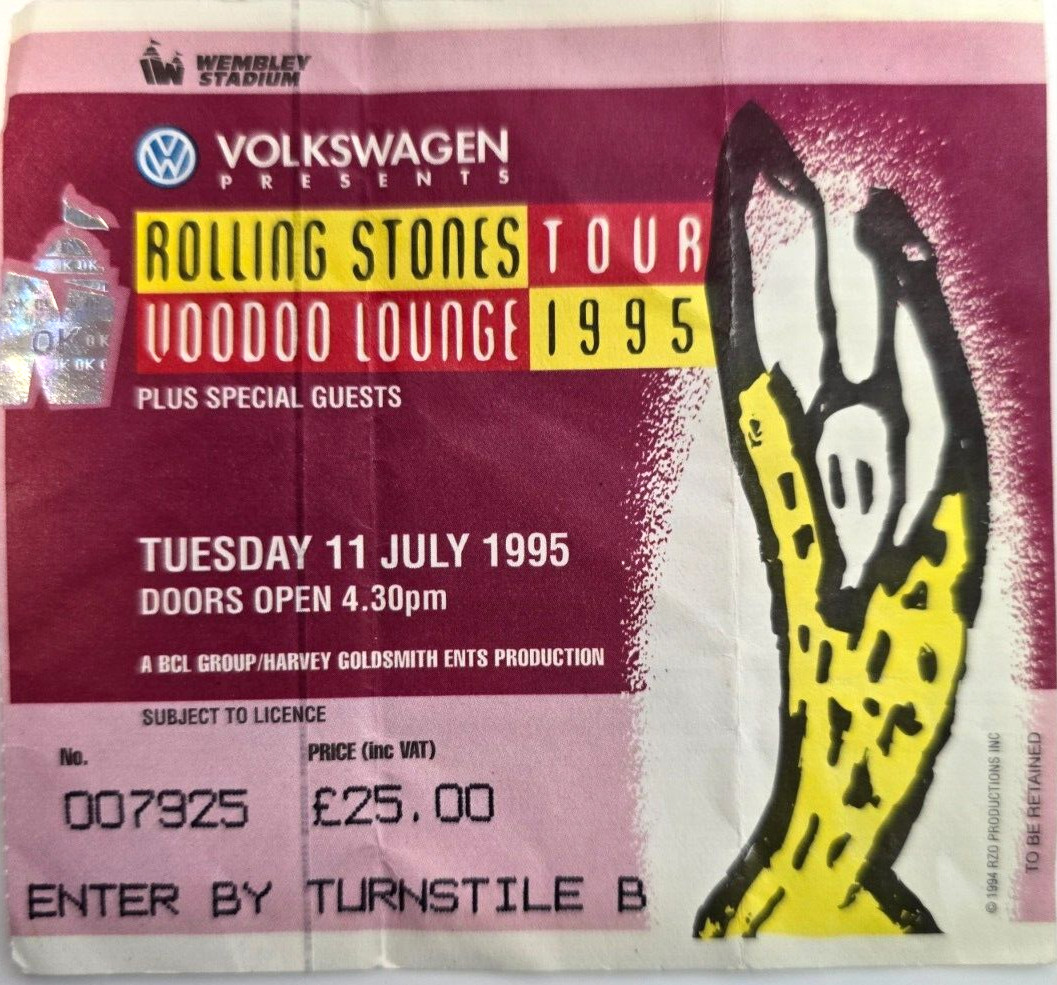 WEMBLEY
STADIUM
VOLKSWAGEN
PRESENTS
ROLLING STONES TOUR
VOODOO LOUNGE 1995
PLUS SPECIAL GUESTS
OK
TUESDAY 11 JULY 1995
DOORS OPEN 4.30pm
A BCL GROUP/HARVEY GOLDSMITH ENTS PRODUCTION
SUBJECT TO LICENCE
No. PRICE (inc VAT)
007925 £25.00
ENTER BY TURNSTILE B
© 1994 RZO PRODUCTIONS INC
TO BE RETAINED